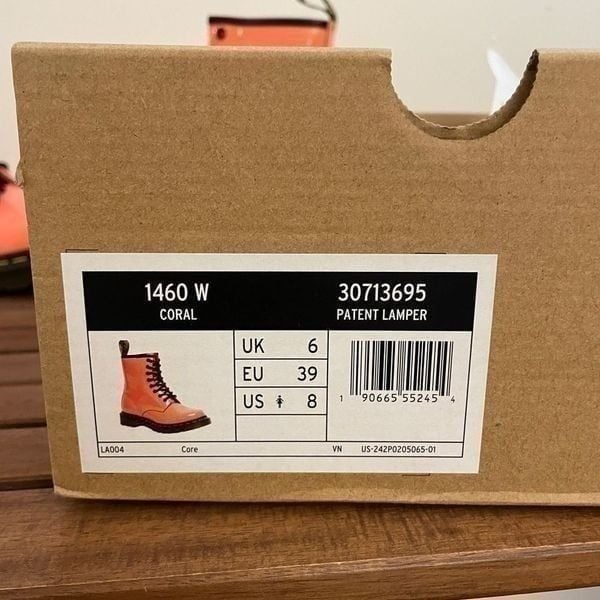 1460 W 30713695
CORAL PATENT LAMPER
UK 6
EU 39
US 8
1 90665 55245 4
LA004 Core VN US-242P0205065-01